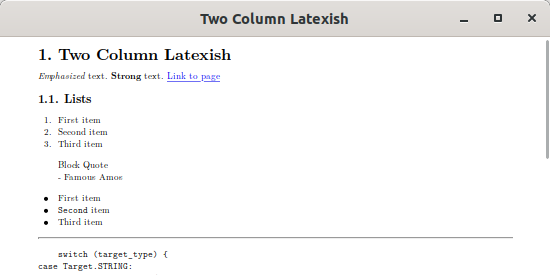 Two Column Latexish
1. Two Column Latexish
Emphasized text. Strong text. Link to page
1.1. Lists
1. First item
2. Second item
3. Third item
Block Quote
- Famous Amos
• First item
• Second item
• Third item
switch (target_type) {
case Target.STRING: